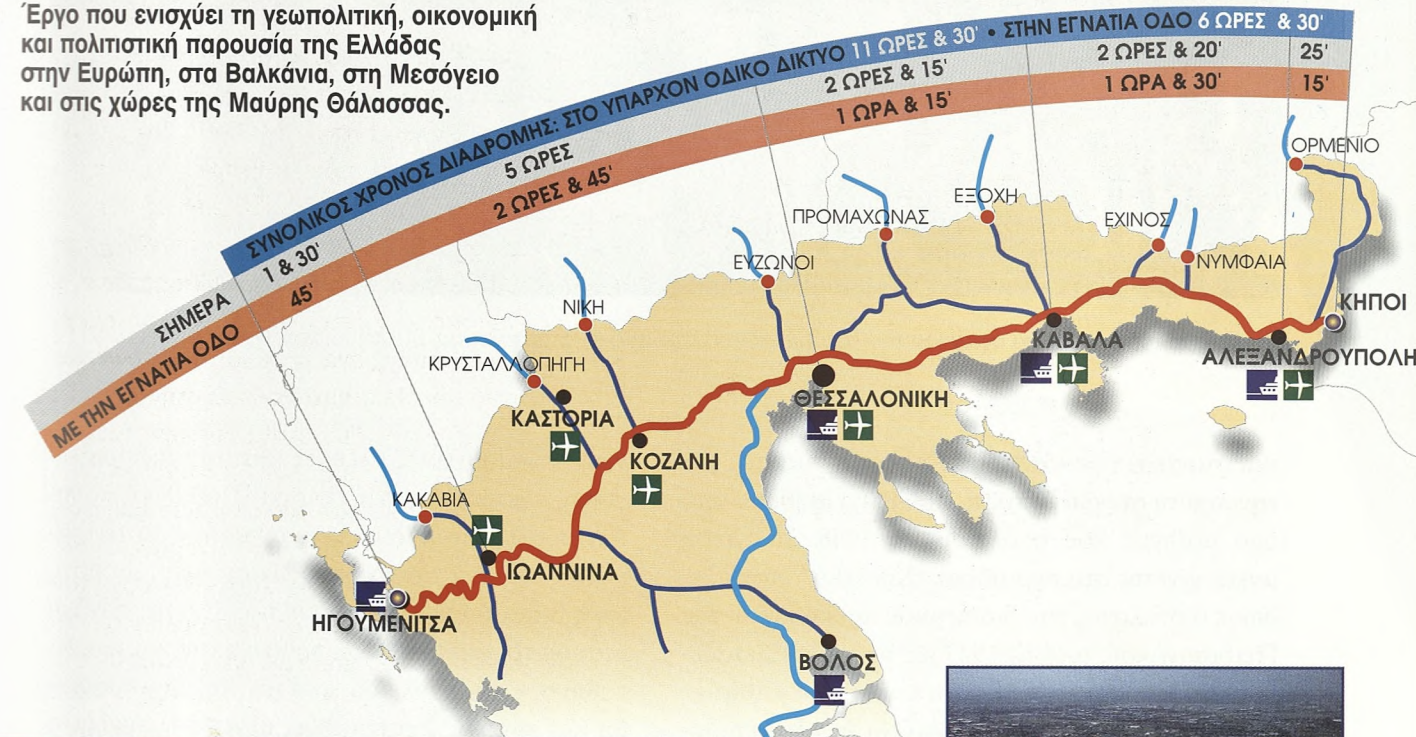 Έργο που ενισχύει τη γεωπολιτική, οικονομική
και πολιτιστική παρουσία της Ελλάδας
στην Ευρώπη, στα Βαλκάνια, στη Μεσόγειο
και στις χώρες της Μαύρης Θάλασσας.
ΣΥΝΟΛΙΚΟΣ ΧΡΟΝΟΣ ΔΙΑΔΡΟΜΗΣ: ΣΤΟ ΥΠΑΡΧΟΝ ΟΔΙΚΟ ΔΙΚΤΥΟ 11 ΩΡΕΣ & 30' • ΣΤΗΝ ΕΓΝΑΤΙΑ ΟΔΟ 6 ΩΡΕΣ & 30'
ΣΗΜΕΡΑ 1 & 30' 5 ΩΡΕΣ 2 ΩΡΕΣ & 15' 2 ΩΡΕΣ & 20' 25'
ΜΕ ΤΗΝ ΕΓΝΑΤΙΑ ΟΔΟ 45' 2 ΩΡΕΣ & 45' 1 ΩΡΑ & 15' 1 ΩΡΑ & 30' 15'
ΟΡΜΕΝΙΟ
ΕΞΟΧΗ
ΠΡΟΜΑΧΩΝΑΣ
ΕΧΙΝΟΣ
ΕΥΖΩΝΟΙ
ΝΥΜΦΑΙΑ
ΚΗΠΟΙ
ΝΙΚΗ
ΚΑΒΑΛΑ
ΑΛΕΞΑΝΔΡΟΥΠΟΛΗ
ΚΡΥΣΤΑΛΛΟΠΗΓΗ
ΘΕΣΣΑΛΟΝΙΚΗ
ΚΑΣΤΟΡΙΑ
ΚΟΖΑΝΗ
ΚΑΚΑΒΙΑ
ΙΩΑΝΝΙΝΑ
ΗΓΟΥΜΕΝΙΤΣΑ
ΒΟΛΟΣ